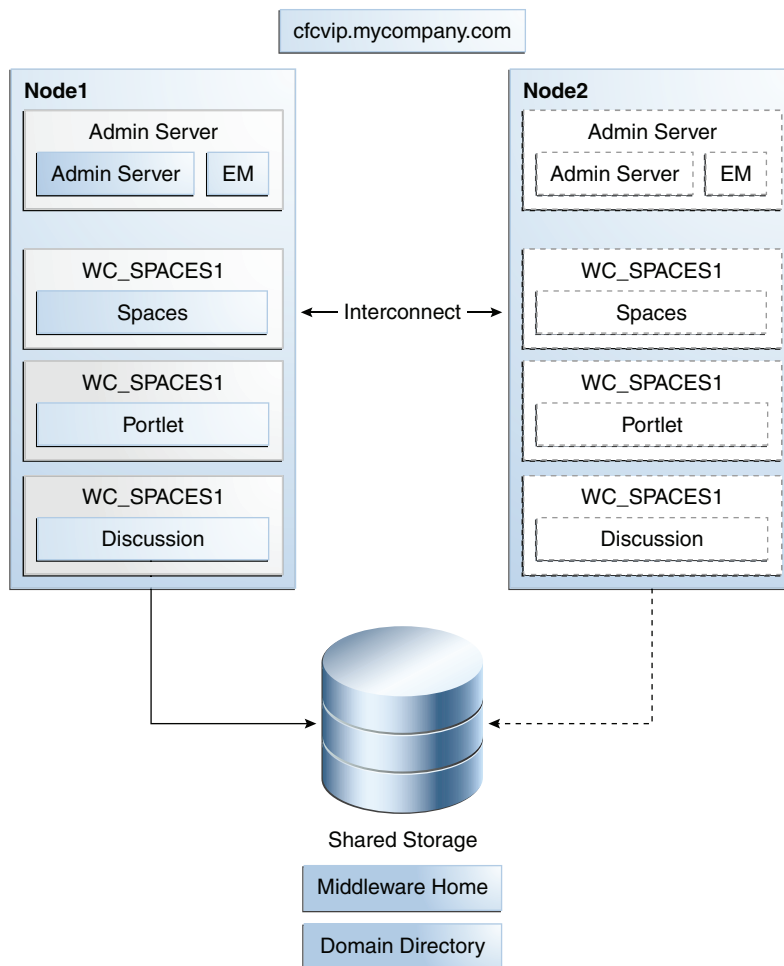 cfcvip.mycompany.com
Node1
Admin Server
Admin Server
EM
WC_SPACES1
Spaces
WC_SPACES1
Portlet
WC_SPACES1
Discussion
Interconnect
Node2
Admin Server
Admin Server
EM
WC_SPACES1
Spaces
WC_SPACES1
Portlet
WC_SPACES1
Discussion
Shared Storage
Middleware Home
Domain Directory